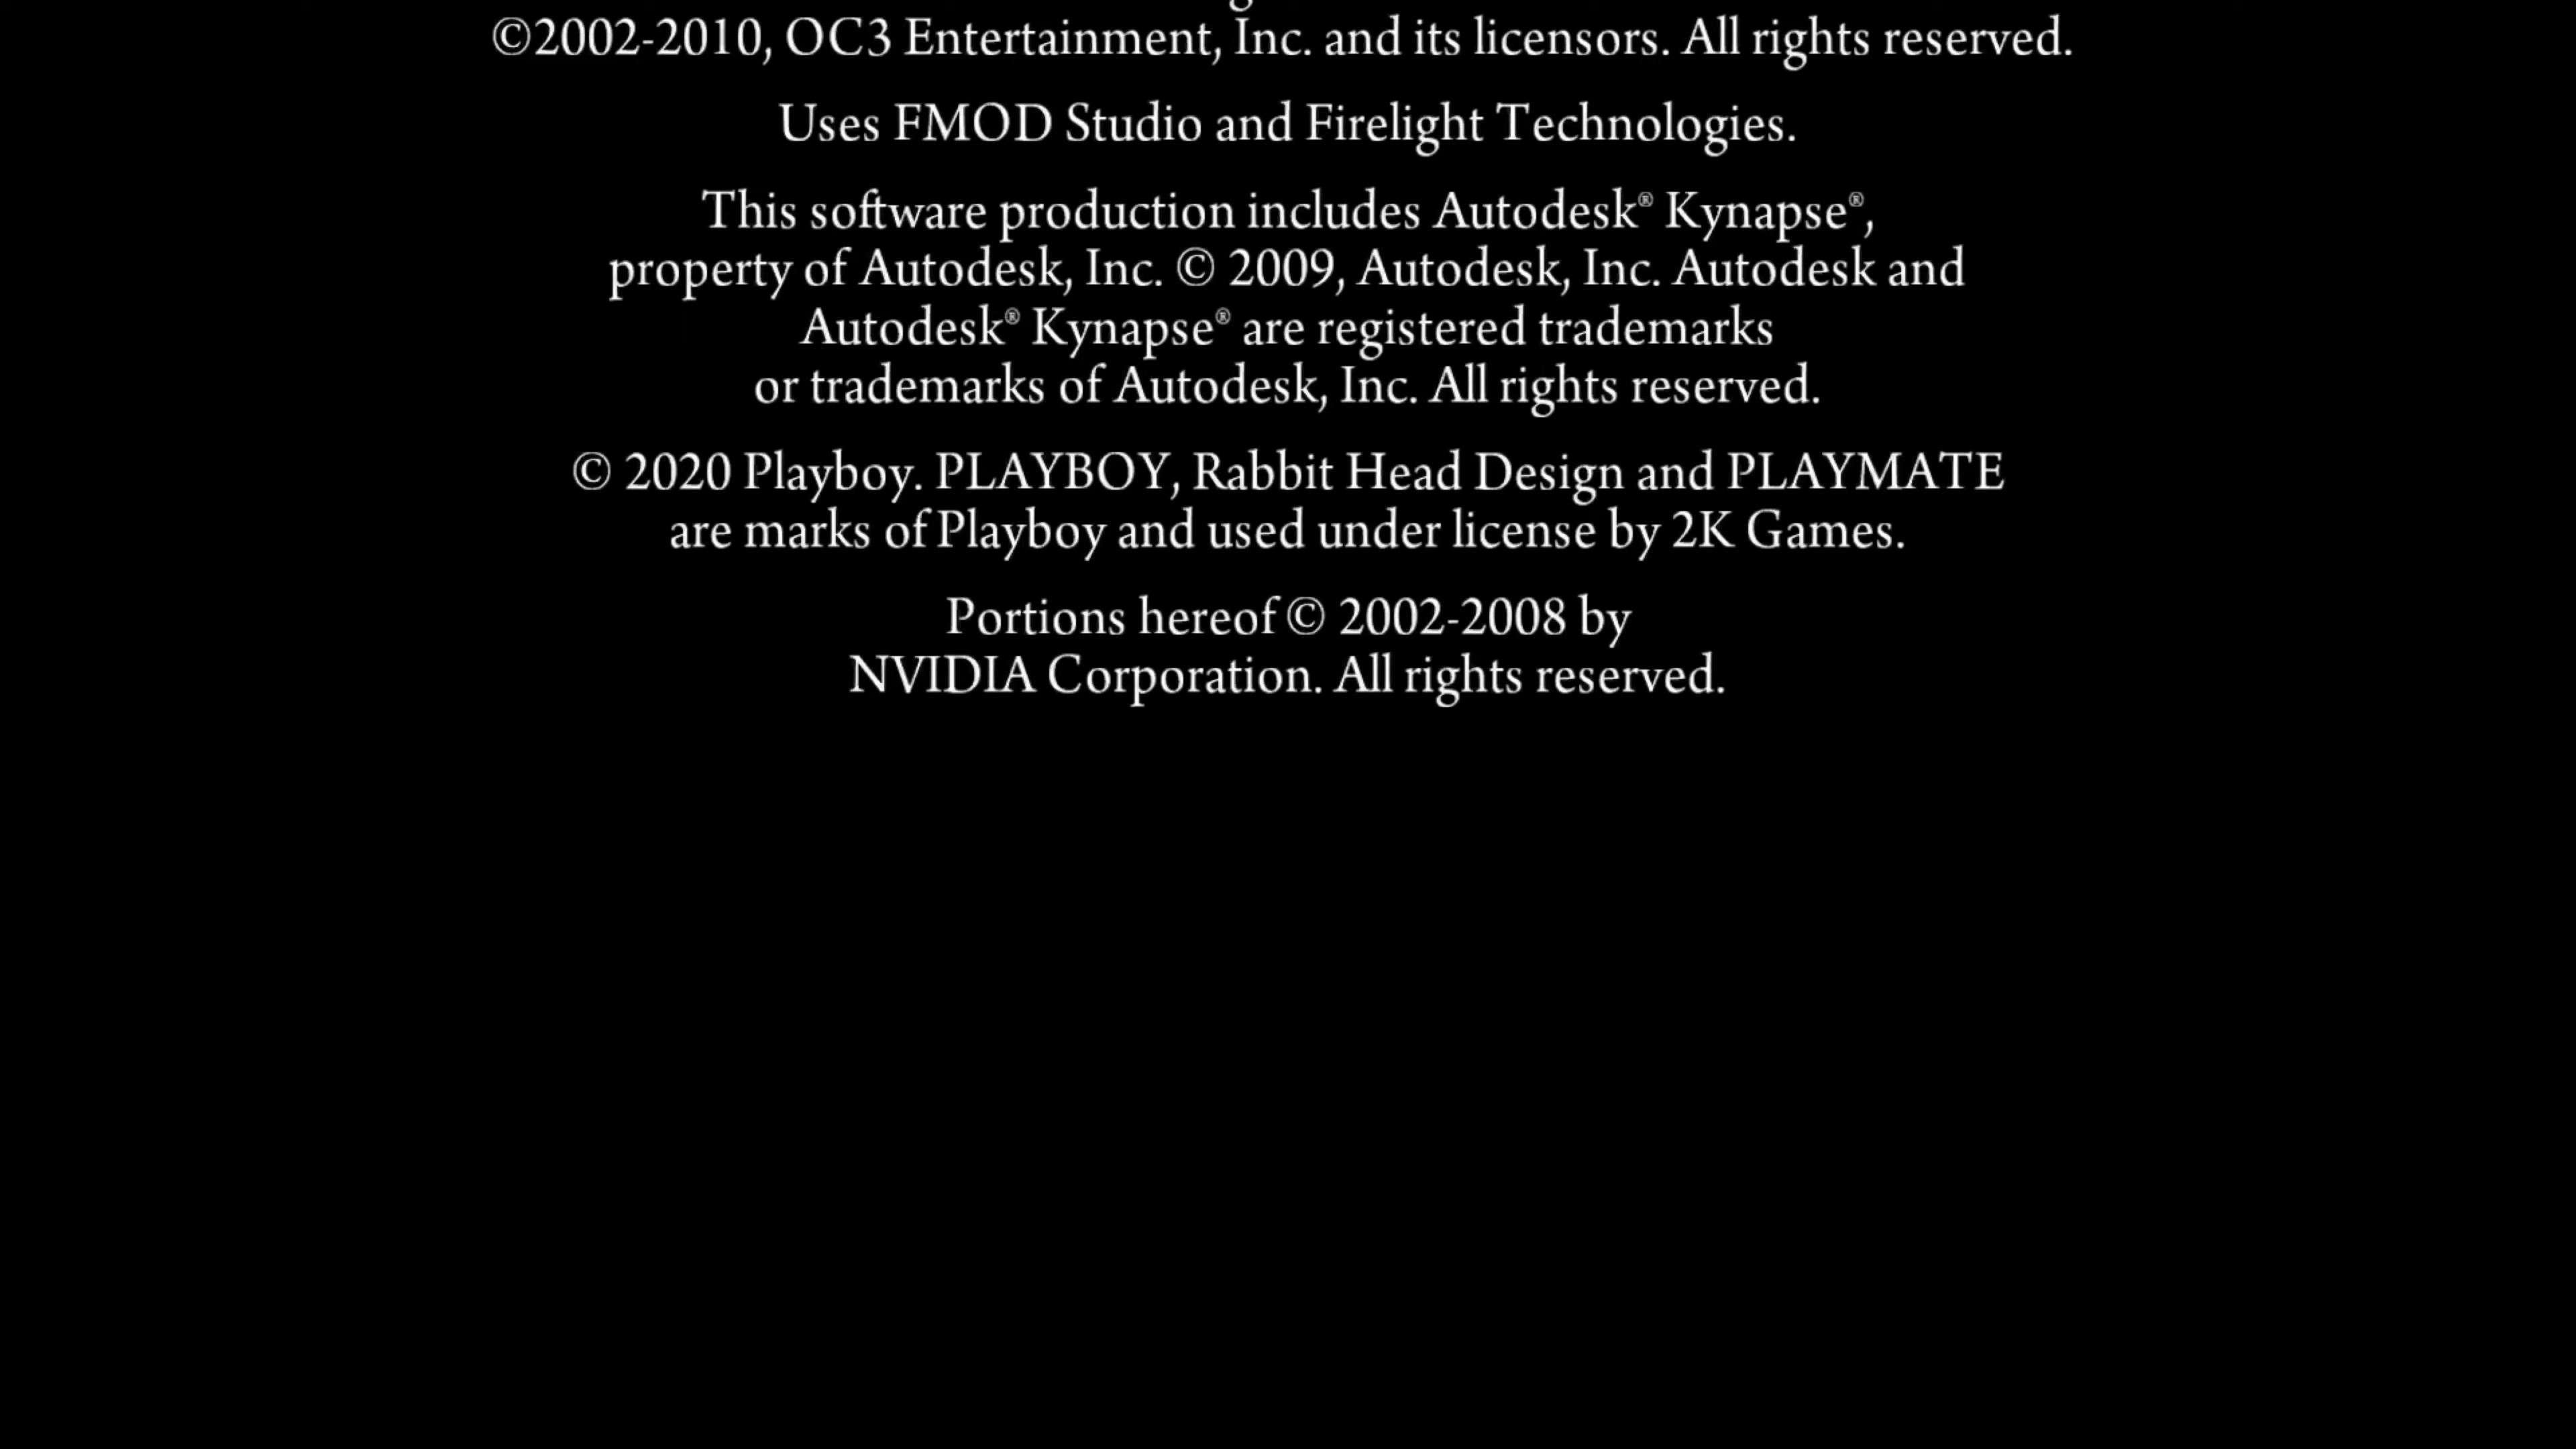 ©2002-2010, OC3 Entertainment, Inc. and its licensors. All rights reserved.
Uses FMOD Studio and Firelight Technologies.
This software production includes Autodesk® Kynapse®,
property of Autodesk, Inc. © 2009, Autodesk, Inc. Autodesk and
Autodesk® Kynapse® are registered trademarks
or trademarks of Autodesk, Inc. All rights reserved.
© 2020 Playboy. PLAYBOY, Rabbit Head Design and PLAYMATE
are marks of Playboy and used under license by 2K Games.
Portions hereof © 2002-2008 by
NVIDIA Corporation. All rights reserved.